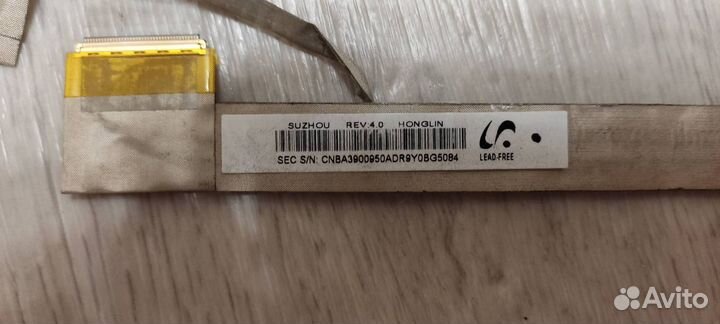 SUZHOU REV:4.0 HONGLIN
SEC S/N: CNBA3900950ADR9Y0BG5084
LEAD-FREE
Avito